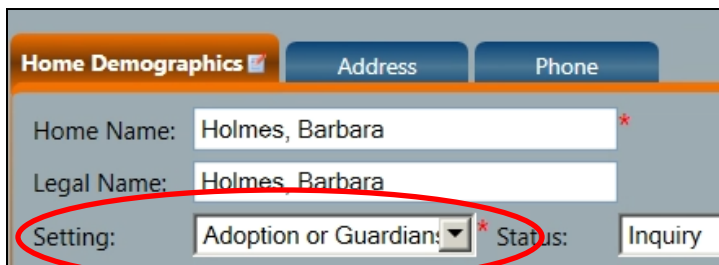 Home Demographics Address Phone
Home Name: Holmes, Barbara *
Legal Name: Holmes, Barbara
Setting: Adoption or Guardians * Status: Inquiry